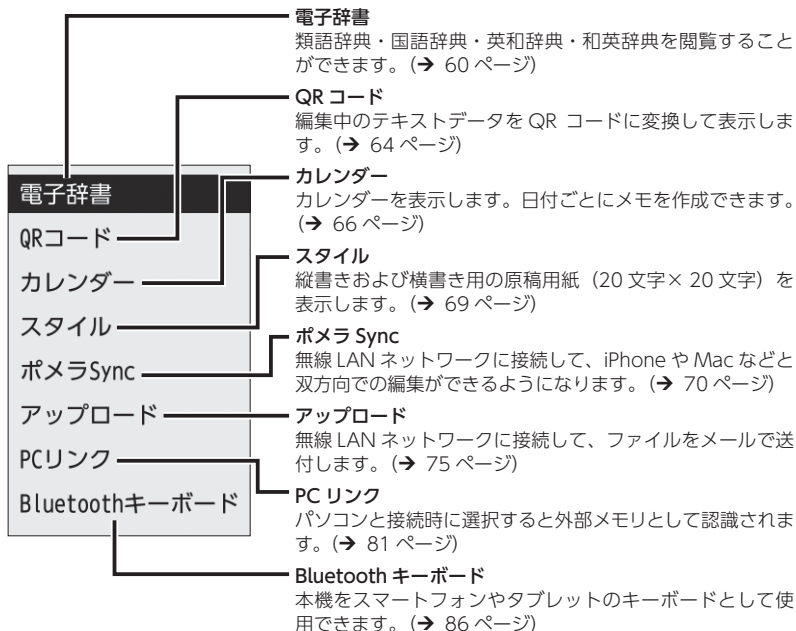 電子辞書
QRコード
カレンダー
スタイル
ポメラSync
アップロード
PCリンク
Bluetoothキーボード
電子辞書
類語辞典・国語辞典・英和辞典・和英辞典を閲覧すること
ができます。(➔ 60 ページ)
QR コード
編集中のテキストデータを QR コードに変換して表示しま
す。(➔ 64 ページ)
カレンダー
カレンダーを表示します。日付ごとにメモを作成できます。
(➔ 66 ページ)
スタイル
縦書きおよび横書き用の原稿用紙(20 文字× 20 文字)を
表示します。(➔ 69 ページ)
ポメラ Sync
無線 LAN ネットワークに接続して、iPhone や Mac などと
双方向での編集ができるようになります。(➔ 70 ページ)
アップロード
無線 LAN ネットワークに接続して、ファイルをメールで送
付します。(➔ 75 ページ)
PC リンク
パソコンと接続時に選択すると外部メモリとして認識されま
す。(➔ 81 ページ)
Bluetooth キーボード
本機をスマートフォンやタブレットのキーボードとして使
用できます。(➔ 86 ページ)